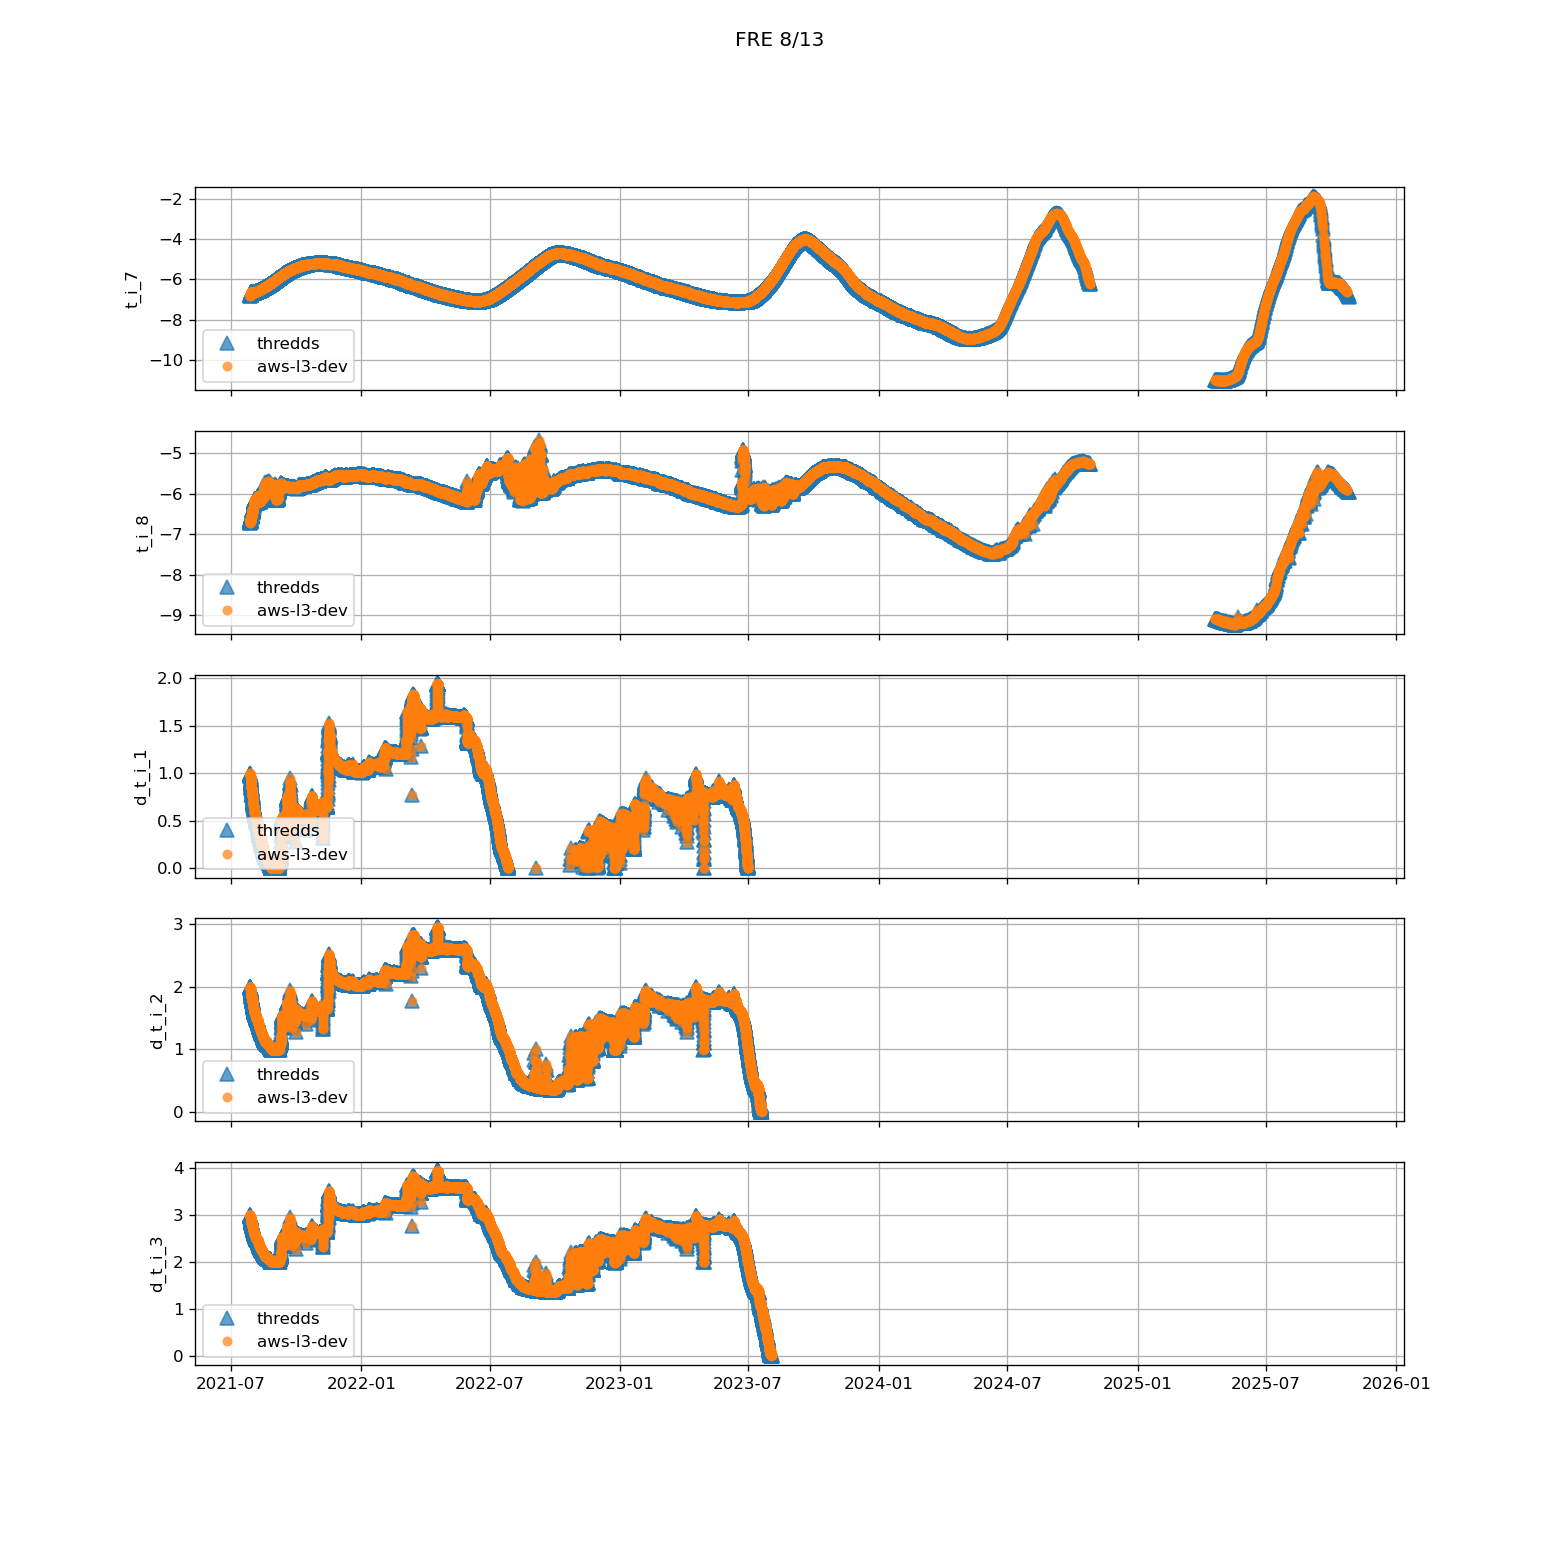 FRE 8/13
t_i_7
−2
−4
−6
−8
−10
thredds
aws-l3-dev
t_i_8
−5
−6
−7
−8
−9
thredds
aws-l3-dev
d_t_i_1
2.0
1.5
1.0
0.5
0.0
thredds
aws-l3-dev
d_t_i_2
3
2
1
0
thredds
aws-l3-dev
d_t_i_3
4
3
2
1
0
thredds
aws-l3-dev
2021-07 2022-01 2022-07 2023-01 2023-07 2024-01 2024-07 2025-01 2025-07 2026-01